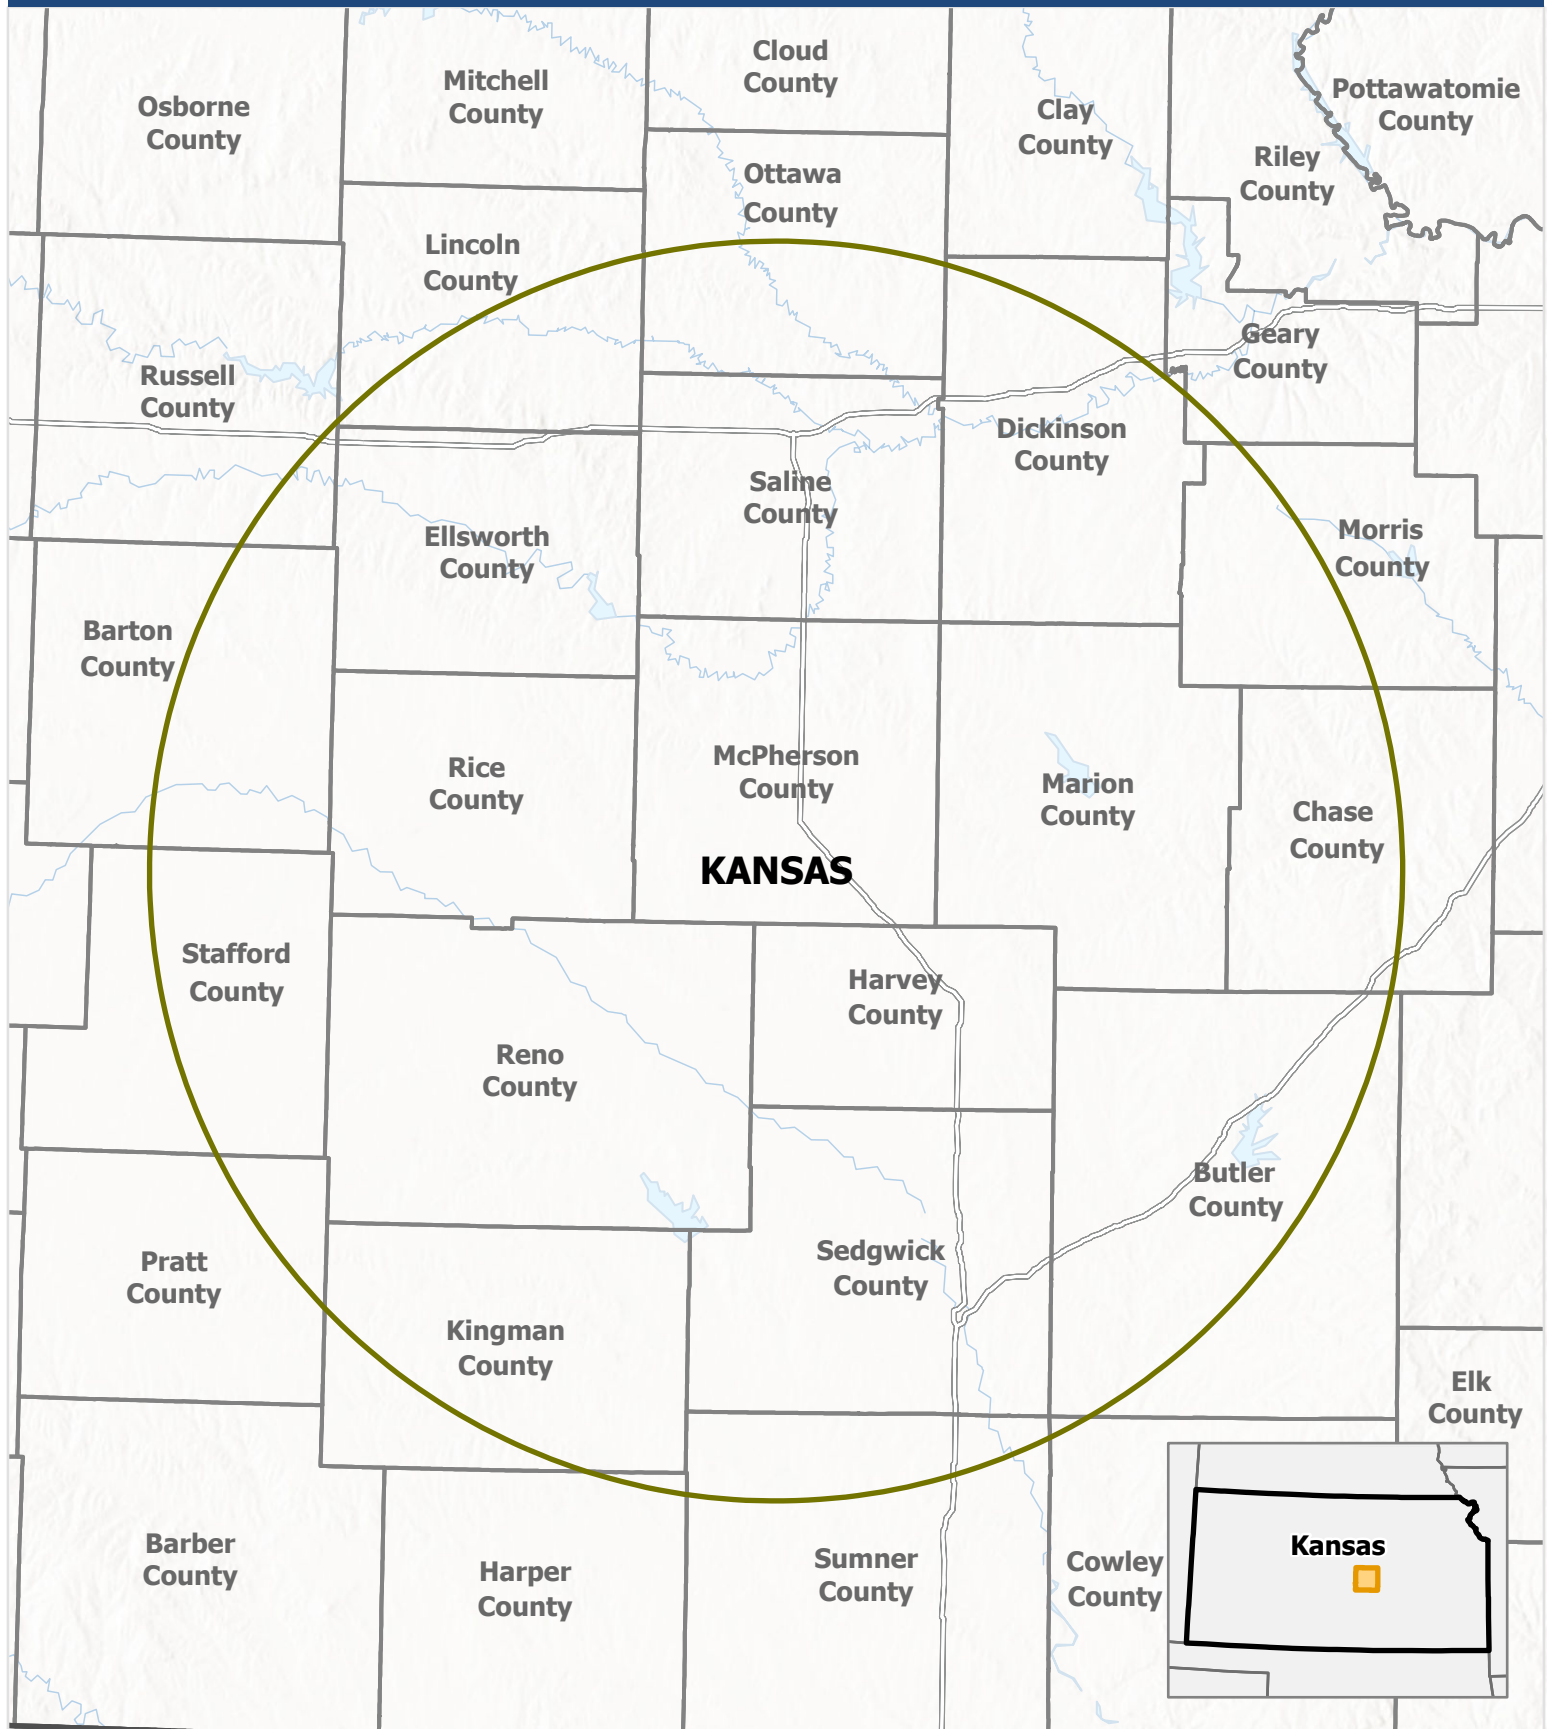 Cloud
County
Mitchell
County
Osborne
County
Clay
County
Pottawatomie
County
Riley
County
Ottawa
County
Lincoln
County
Geary
County
Russell
County
Dickinson
County
Saline
County
Ellsworth
County
Morris
County
Barton
County
McPherson
County
Rice
County
Marion
County
Chase
County
KANSAS
Stafford
County
Harvey
County
Reno
County
Butler
County
Sedgwick
County
Pratt
County
Kingman
County
Elk
County
Barber
County
Harper
County
Sumner
County
Cowley
County
Kansas